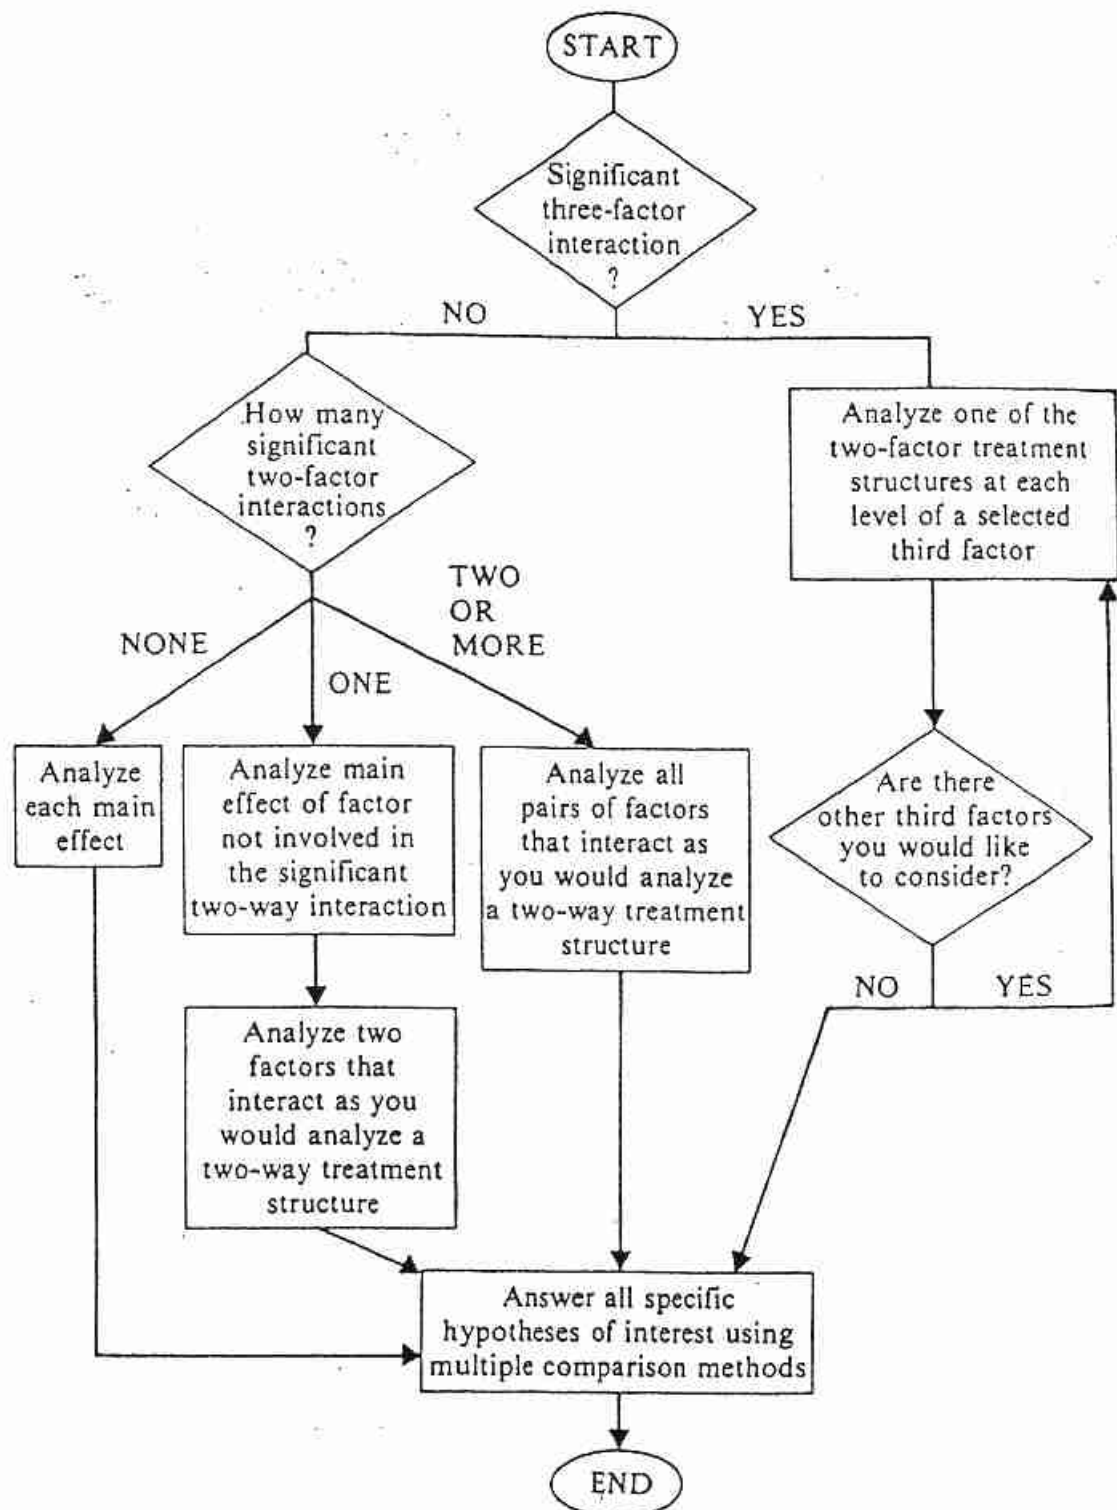 START
Significant
three-factor
interaction
?
NO
YES
How many
significant
two-factor
interactions
?
Analyze one of the
two-factor treatment
structures at each
level of a selected
third factor
NONE
ONE
TWO
OR
MORE
Analyze
each main
effect
Analyze main
effect of factor
not involved in
the significant
two-way interaction
Analyze all
pairs of factors
that interact as
you would analyze
a two-way treatment
structure
Are there
other third factors
you would like
to consider?
NO
YES
Analyze two
factors that
interact as you
would analyze a
two-way treatment
structure
Answer all specific
hypotheses of interest using
multiple comparison methods
END